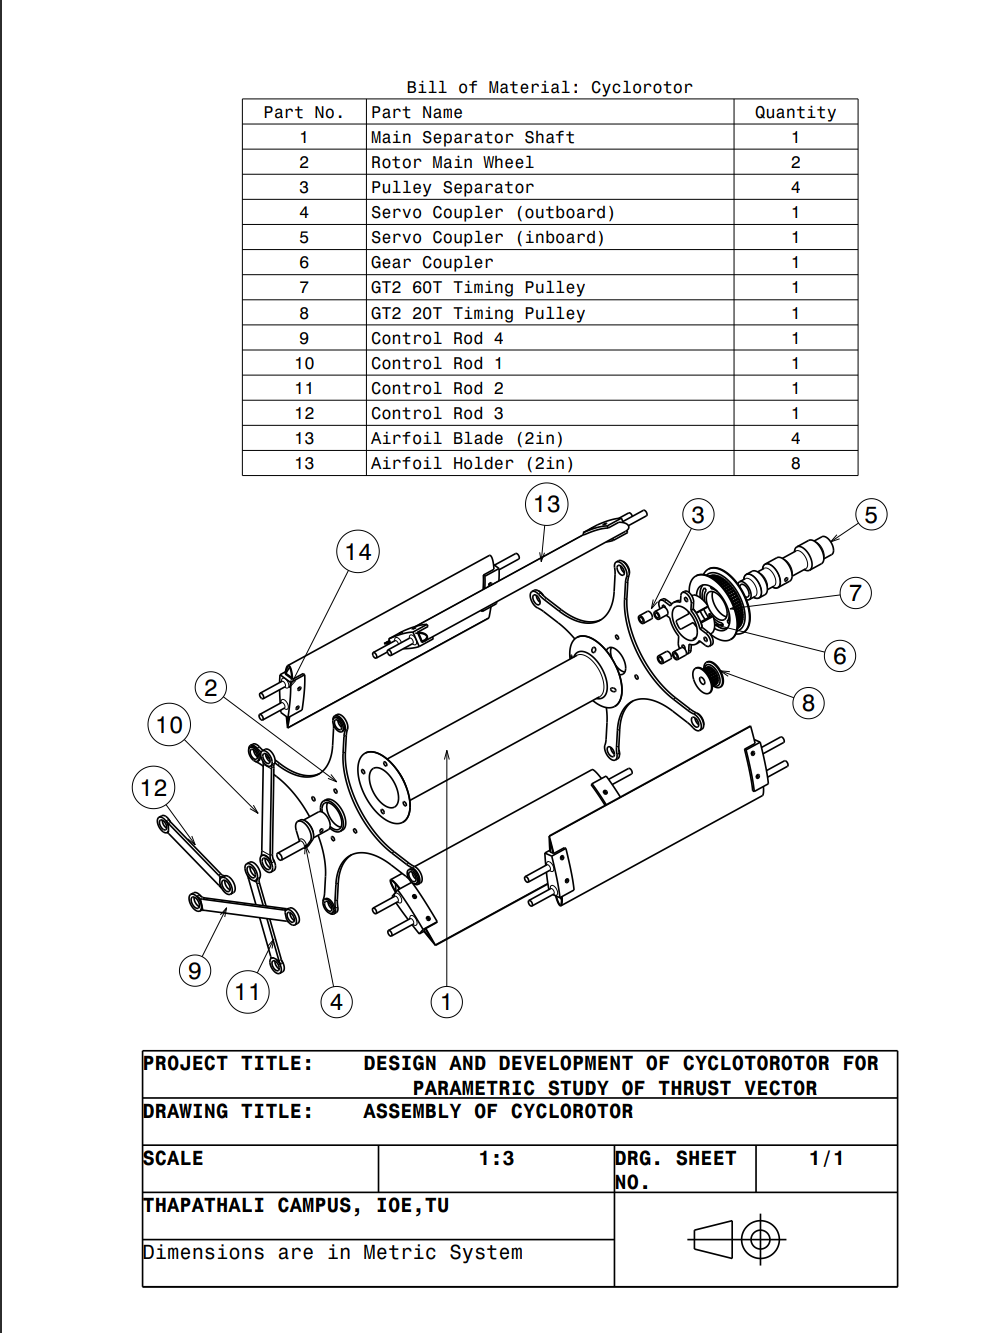 Bill of Material: Cyclorotor
Part No. Part Name Quantity
1 Main Separator Shaft 1
2 Rotor Main Wheel 2
3 Pulley Separator 4
4 Servo Coupler (outboard) 1
5 Servo Coupler (inboard) 1
6 Gear Coupler 1
7 GT2 60T Timing Pulley 1
8 GT2 20T Timing Pulley 1
9 Control Rod 4 1
10 Control Rod 1 1
11 Control Rod 2 1
12 Control Rod 3 1
13 Airfoil Blade (2in) 4
13 Airfoil Holder (2in) 8
13
3
5
14
7
6
2
8
10
12
9
11
4
1
PROJECT TITLE: DESIGN AND DEVELOPMENT OF CYCLOTOROTOR FOR
PARAMETRIC STUDY OF THRUST VECTOR
DRAWING TITLE: ASSEMBLY OF CYCLOROTOR
SCALE 1:3 DRG. SHEET 1/1
NO.
THAPATHALI CAMPUS, IOE,TU
Dimensions are in Metric System